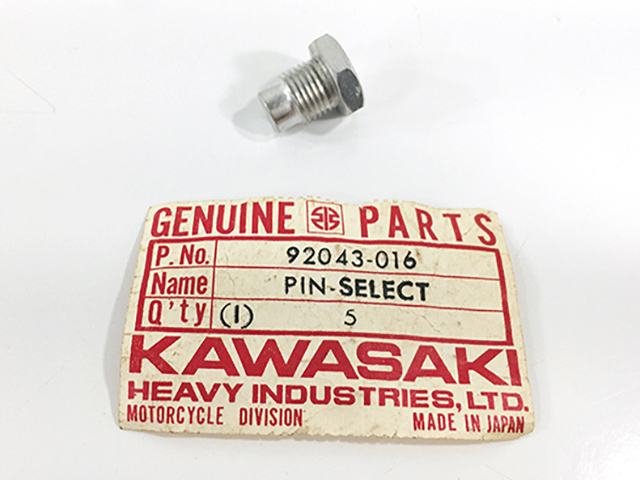 GENUINE PARTS
P. No. 92043-016
Name PIN-SELECT
Q'ty (1) 5
KAWASAKI
HEAVY INDUSTRIES, LTD.
MOTORCYCLE DIVISION MADE IN JAPAN